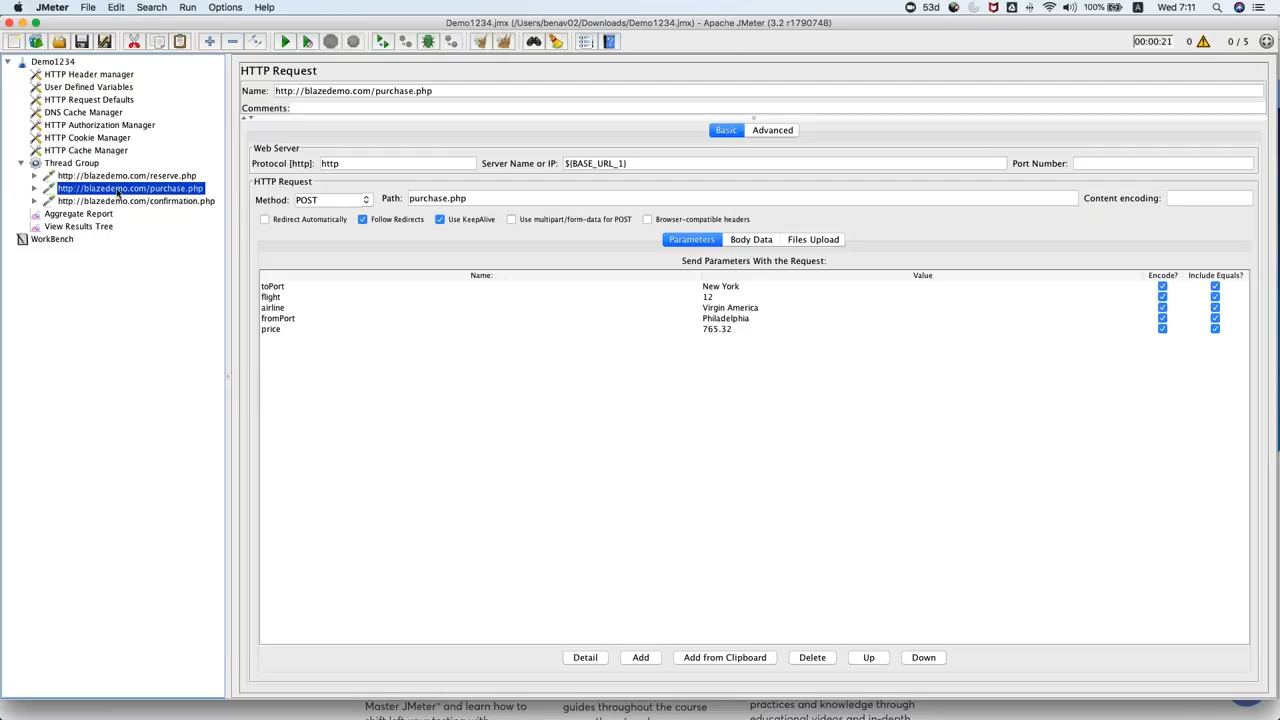 JMeter File Edit Search Run Options Help 53d 100% A Wed 7:11
Demo1234.jmx (/Users/benav02/Downloads/Demo1234.jmx) - Apache JMeter (3.2 r1790748)
00:00:21 0 0 / 5
Demo1234
HTTP Header manager
User Defined Variables
HTTP Request Defaults
DNS Cache Manager
HTTP Authorization Manager
HTTP Cookie Manager
HTTP Cache Manager
Thread Group
http://blazedemo.com/reserve.php
http://blazedemo.com/purchase.php
http://blazedemo.com/confirmation.php
Aggregate Report
View Results Tree
WorkBench
HTTP Request
Name: http://blazedemo.com/purchase.php
Comments:
Basic Advanced
Web Server
Protocol [http]: http Server Name or IP: ${BASE_URL_1} Port Number:
HTTP Request
Method: POST Path: purchase.php Content encoding:
Redirect Automatically Follow Redirects Use KeepAlive Use multipart/form-data for POST Browser-compatible headers
Parameters Body Data Files Upload
Send Parameters With the Request:
Name: Value Encode? Include Equals?
toPort New York
flight 12
airline Virgin America
fromPort Philadelphia
price 765.32
Detail Add Add from Clipboard Delete Up Down
Master JMeter™ and learn how to guides throughout the course practices and knowledge through
shift left your testing with educational videos and in-depth